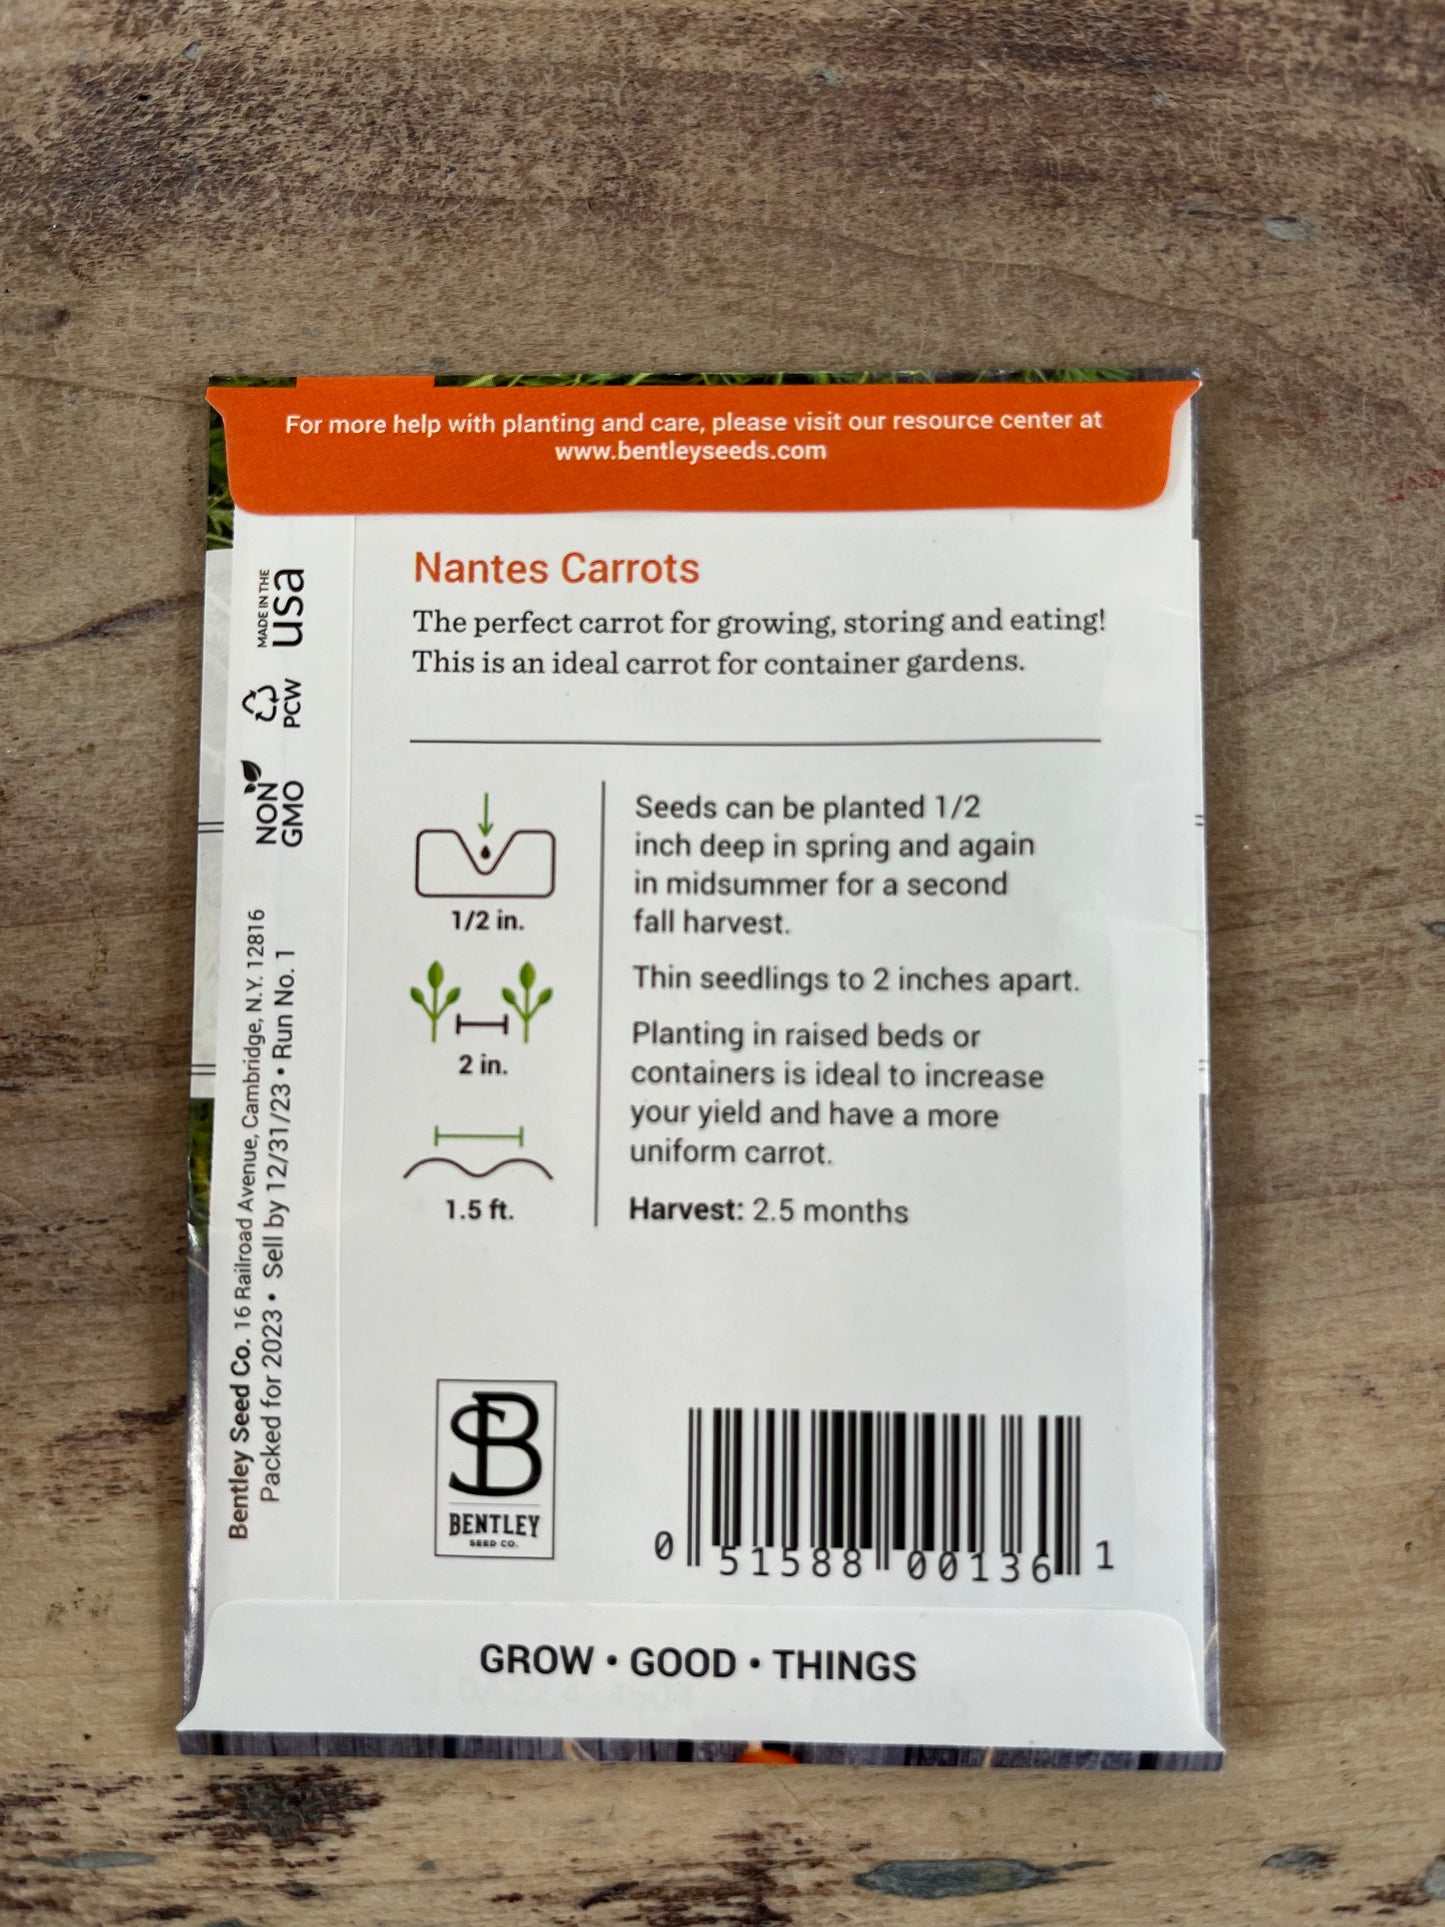 For more help with planting and care, please visit our resource center at
www.bentleyseeds.com
MADE IN THE
usa
PCW
NON
GMO
Bentley Seed Co. 16 Railroad Avenue, Cambridge, N.Y. 12816
Packed for 2023 • Sell by 12/31/23 • Run No. 1
Nantes Carrots
The perfect carrot for growing, storing and eating!
This is an ideal carrot for container gardens.
1/2 in.
2 in.
1.5 ft.
Seeds can be planted 1/2
inch deep in spring and again
in midsummer for a second
fall harvest.
Thin seedlings to 2 inches apart.
Planting in raised beds or
containers is ideal to increase
your yield and have a more
uniform carrot.
Harvest: 2.5 months
SB
BENTLEY
SEED CO.
0 51588 00136 1
GROW • GOOD • THINGS